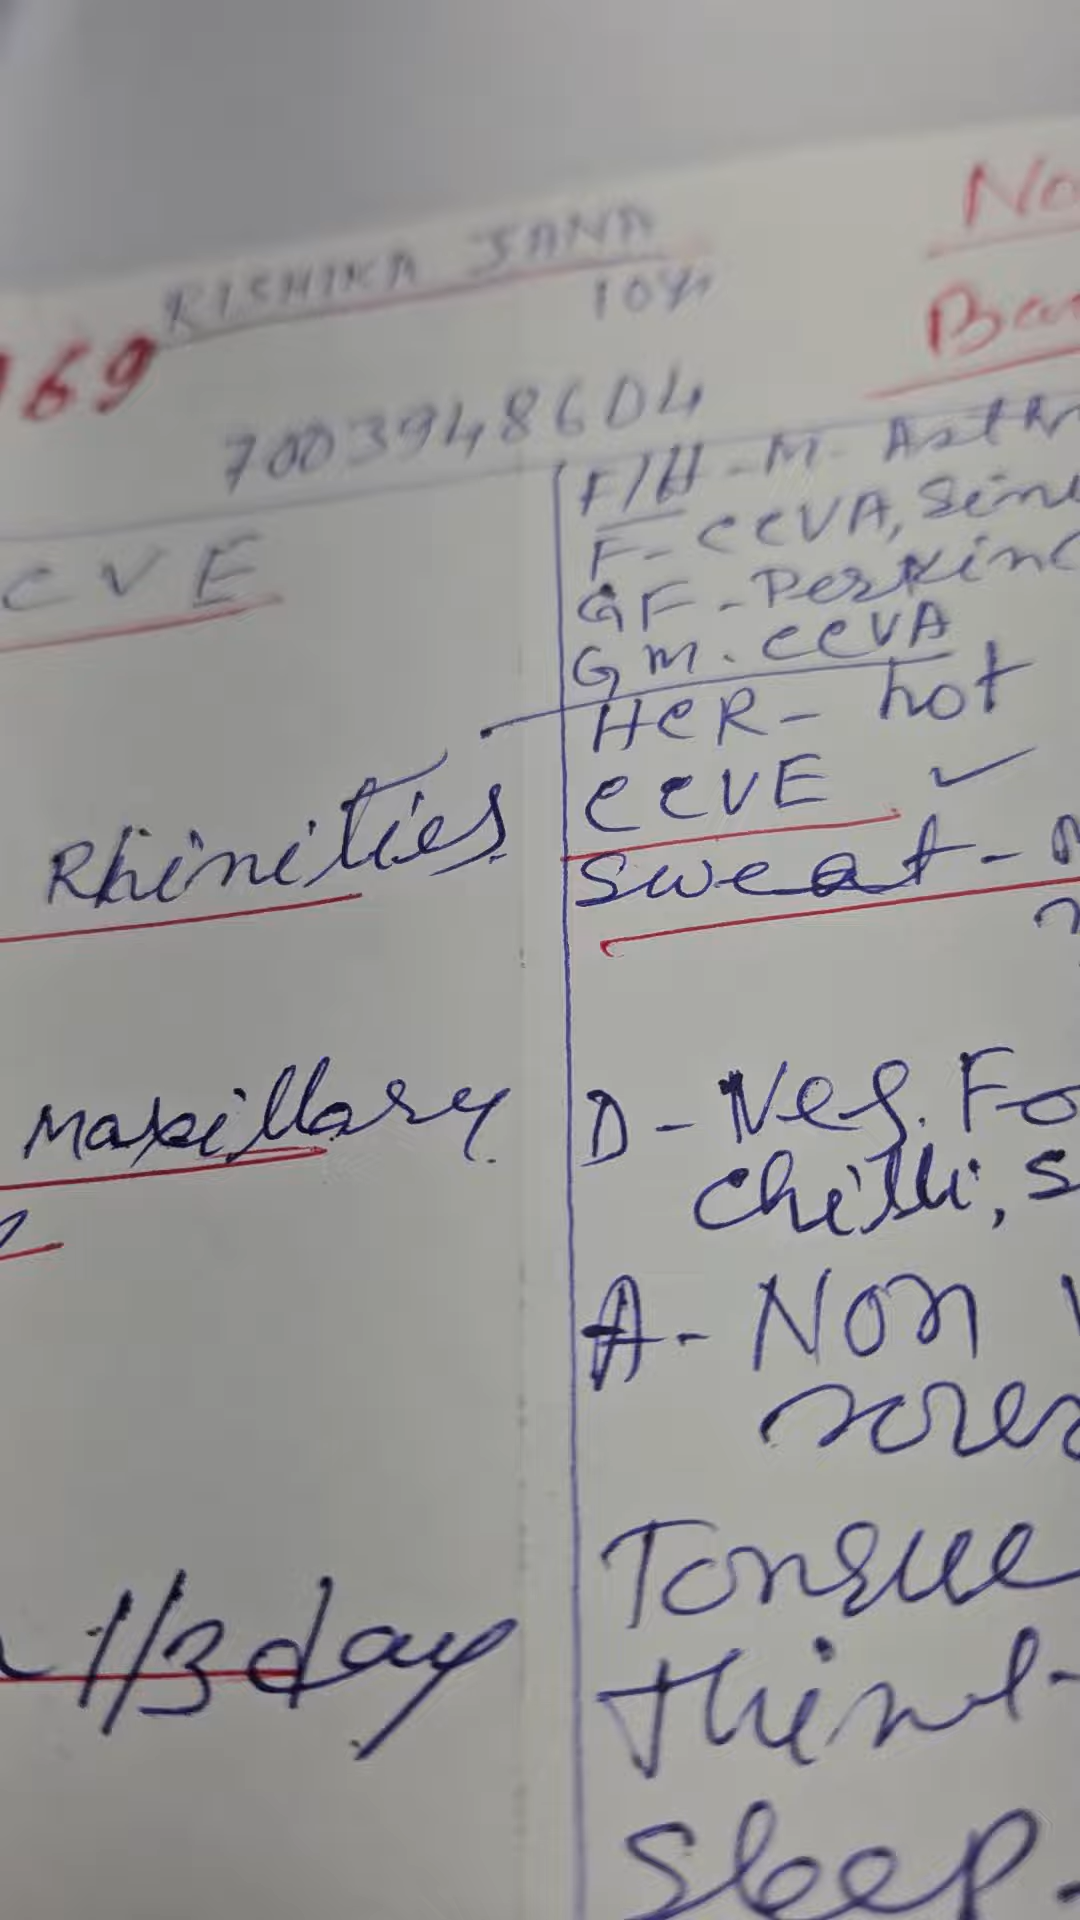 RISHIKA JANA
No
10Y
Ba
169
7003948604
F/H - M. Asth
F - CCVA, Sinu
GF - Perkin
GM. CCVA
CVE
HCR - hot
CCVE ✓
Rhinities
Sweat -
Maxillary
D - Veg. Fo
Chilli, S
A - Non V
Tongue
1/3 day
thirst -
Sleep -